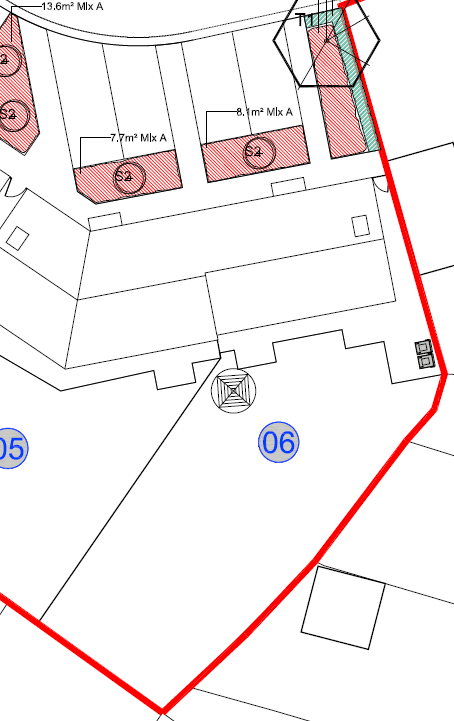 13.6m² Mlx A
T1
S2
S2
8.1m² Mlx A
7.7m² Mlx A
S2
S2
06
05